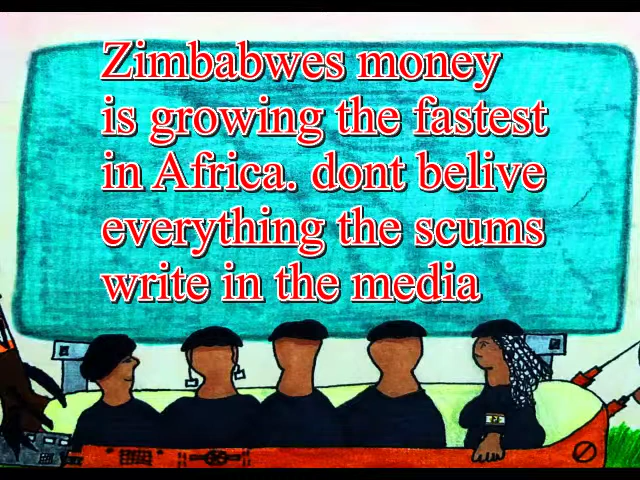 Zimbabwes money
is growing the fastest
in Africa. dont belive
everything the scums
write in the media